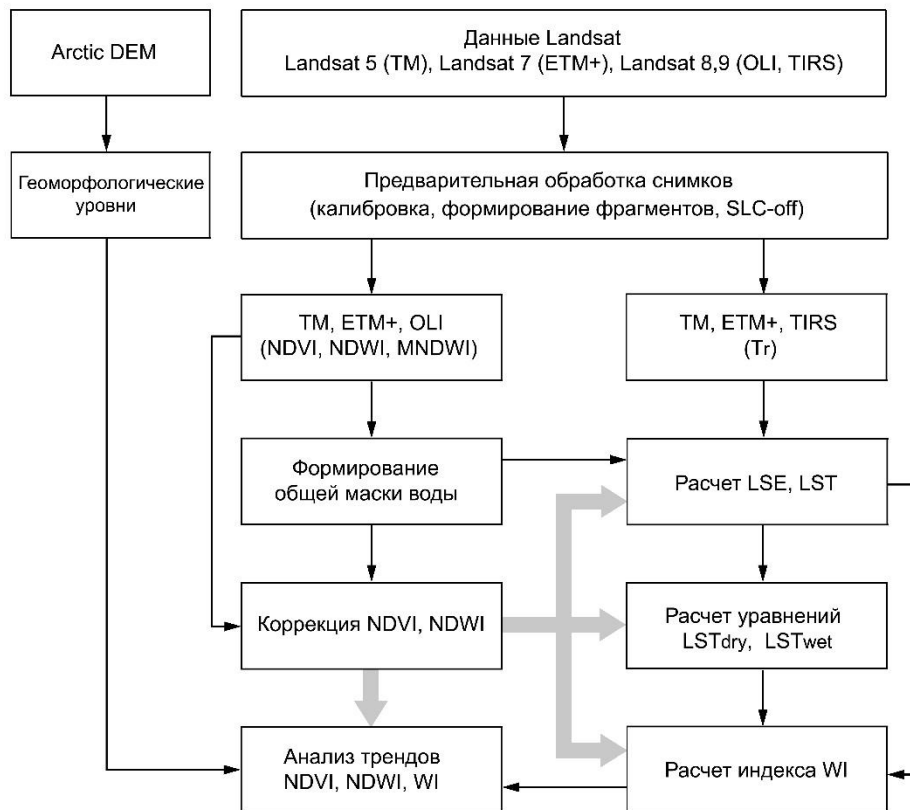 Arctic DEM
Данные Landsat
Landsat 5 (TM), Landsat 7 (ETM+), Landsat 8,9 (OLI, TIRS)
Геоморфологические
уровни
Предварительная обработка снимков
(калибровка, формирование фрагментов, SLC-off)
TM, ETM+, OLI
(NDVI, NDWI, MNDWI)
TM, ETM+, TIRS
(Tr)
Формирование
общей маски воды
Расчет LSE, LST
Коррекция NDVI, NDWI
Расчет уравнений
LSTdry, LSTwet
Анализ трендов
NDVI, NDWI, WI
Расчет индекса WI